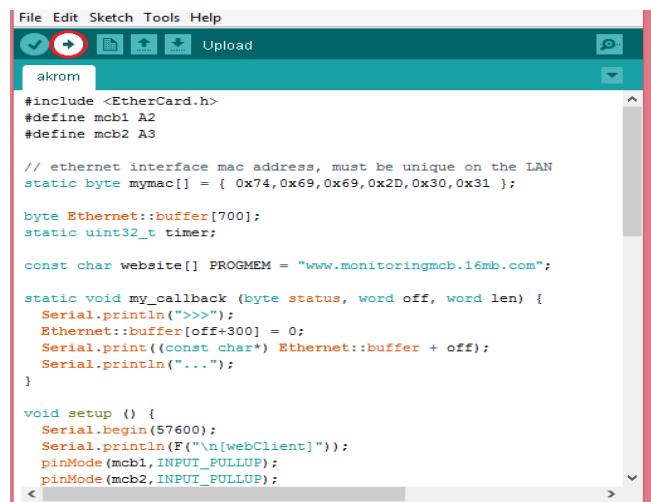 File Edit Sketch Tools Help
Upload
akrom
#include <EtherCard.h>
#define mcb1 A2
#define mcb2 A3
// ethernet interface mac address, must be unique on the LAN
static byte mymac[] = { 0x74,0x69,0x69,0x2D,0x30,0x31 };
byte Ethernet::buffer[700];
static uint32_t timer;
const char website[] PROGMEM = "www.monitoringmcb.16mb.com";
static void my_callback (byte status, word off, word len) {
Serial.println(">>>");
Ethernet::buffer[off+300] = 0;
Serial.print((const char*) Ethernet::buffer + off);
Serial.println("...");
}
void setup () {
Serial.begin(57600);
Serial.println(F("\n[webClient]"));
pinMode(mcb1,INPUT_PULLUP);
pinMode(mcb2,INPUT_PULLUP);